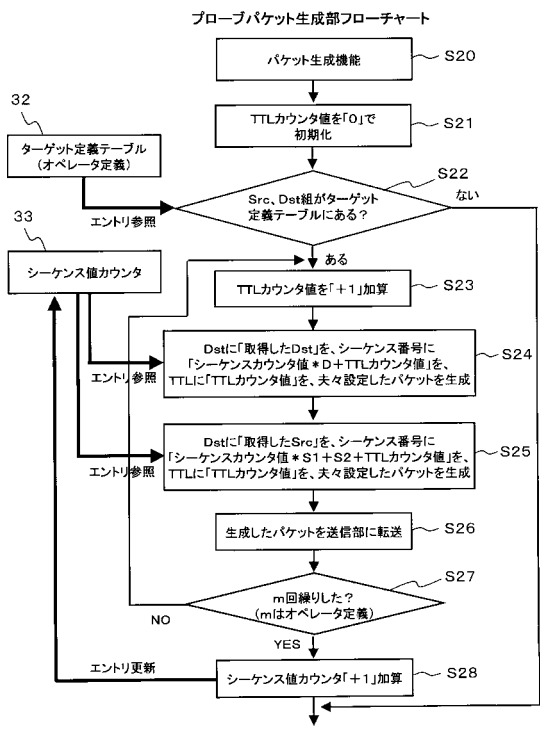 プローブパケット生成部フローチャート
パケット生成機能
S20
TTLカウンタ値を「0」で
初期化
S21
32
ターゲット定義テーブル
(オペレータ定義)
エントリ参照
Src、Dst組がターゲット
定義テーブルにある?
S22
ない
ある
33
シーケンス値カウンタ
TTLカウンタ値を「+1」加算
S23
エントリ参照
Dstに「取得したDst」を、シーケンス番号に
「シーケンスカウンタ値*D+TTLカウンタ値」を、
TTLに「TTLカウンタ値」を、夫々設定したパケットを生成
S24
エントリ参照
Dstに「取得したSrc」を、シーケンス番号に
「シーケンスカウンタ値*S1+S2+TTLカウンタ値」を、
TTLに「TTLカウンタ値」を、夫々設定したパケットを生成
S25
生成したパケットを送信部に転送
S26
m回繰りした?
(mはオペレータ定義)
S27
NO
YES
エントリ更新
シーケンス値カウンタ「+1」加算
S28